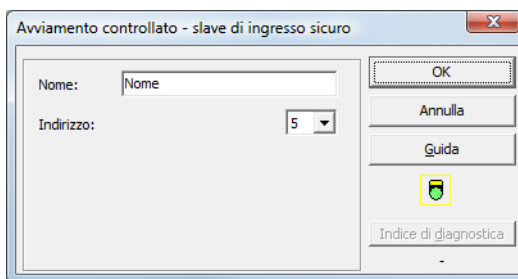 Avviamento controllato - slave di ingresso sicuro
Nome: Nome
Indirizzo: 5
OK
Annulla
Guida
Indice di diagnostica
-